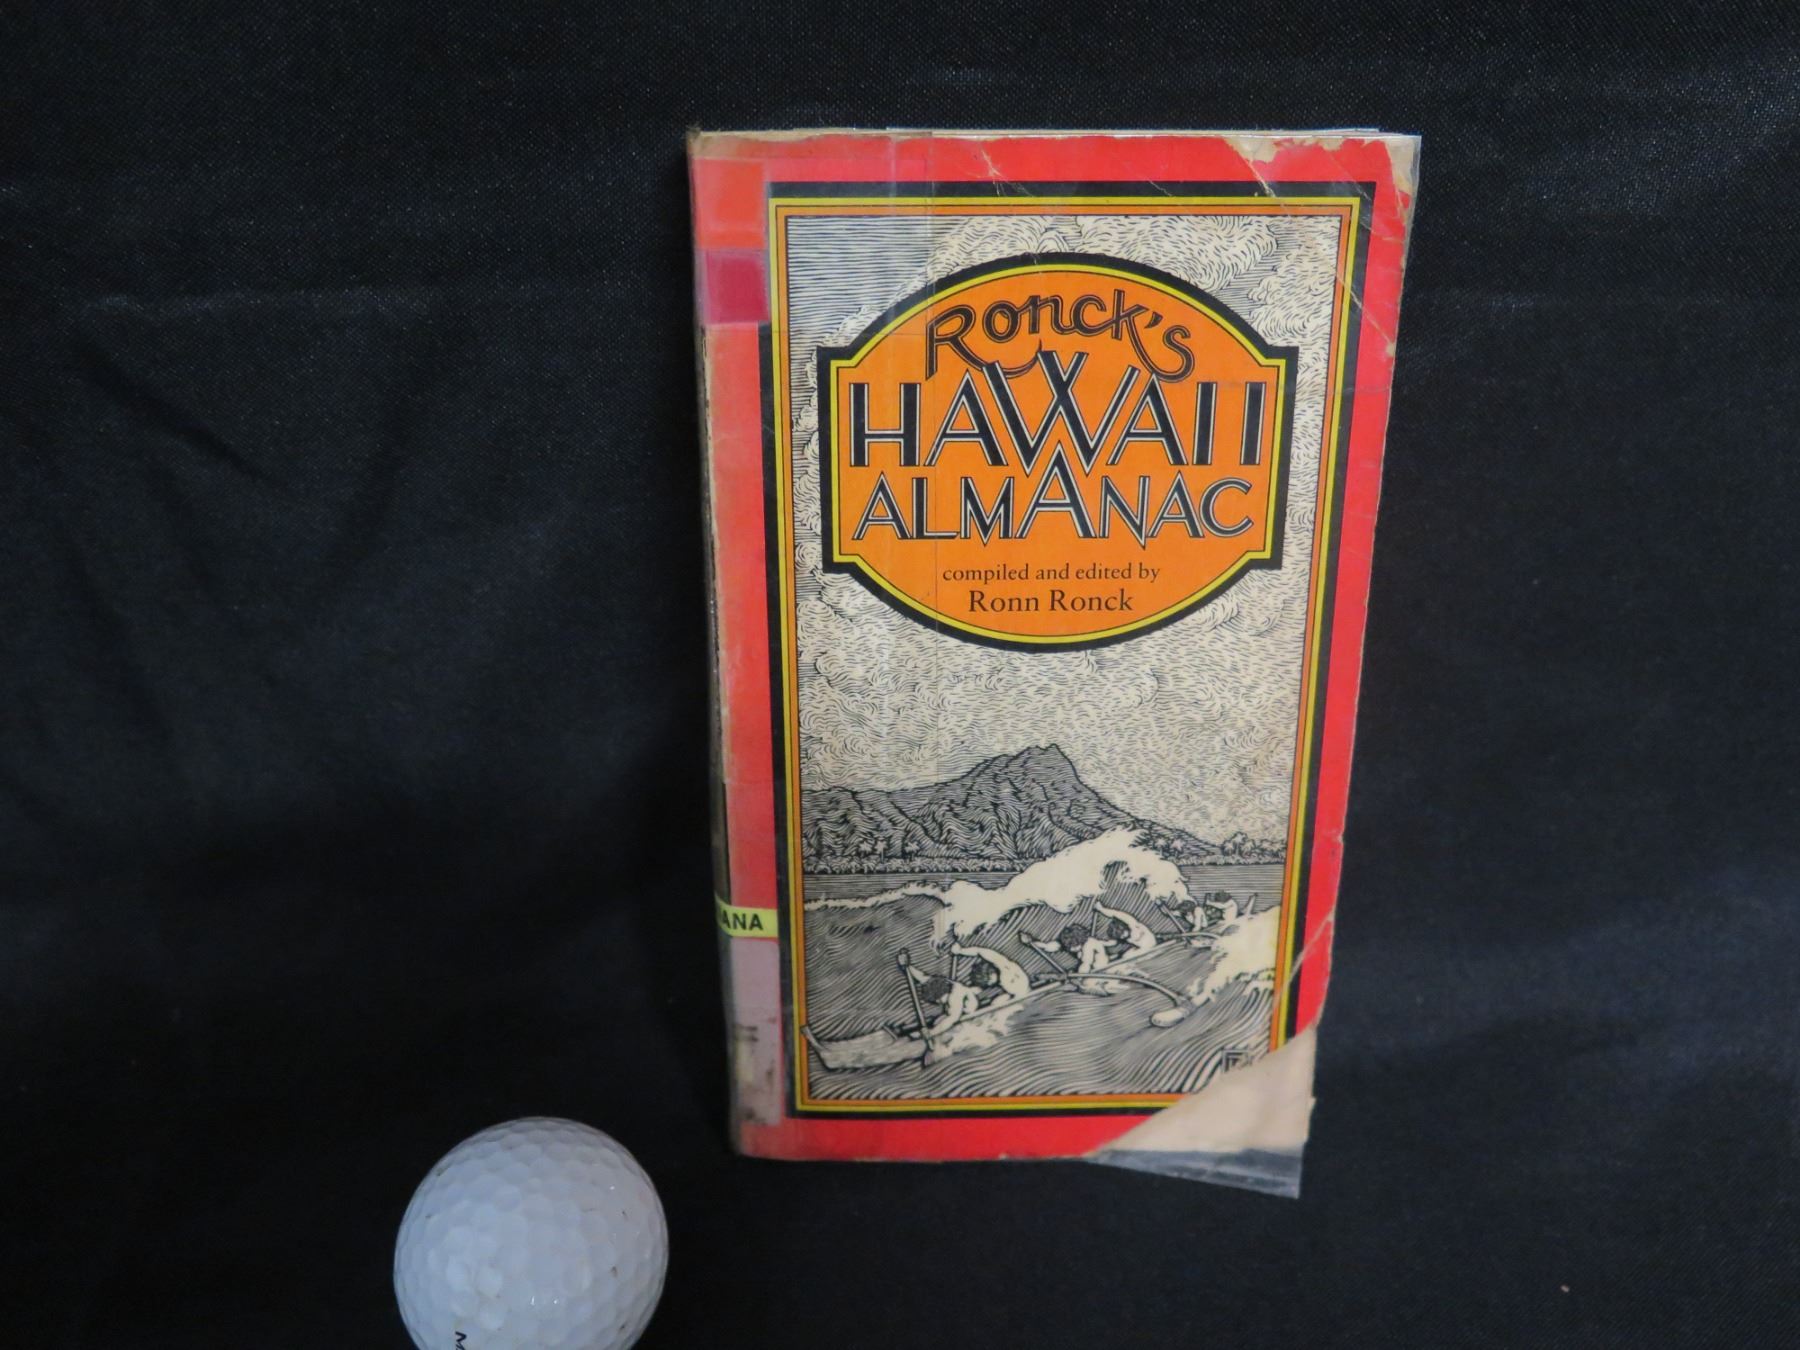 Ronck's
HAWAII
ALMANAC
compiled and edited by
Ronn Ronck
ANA
M